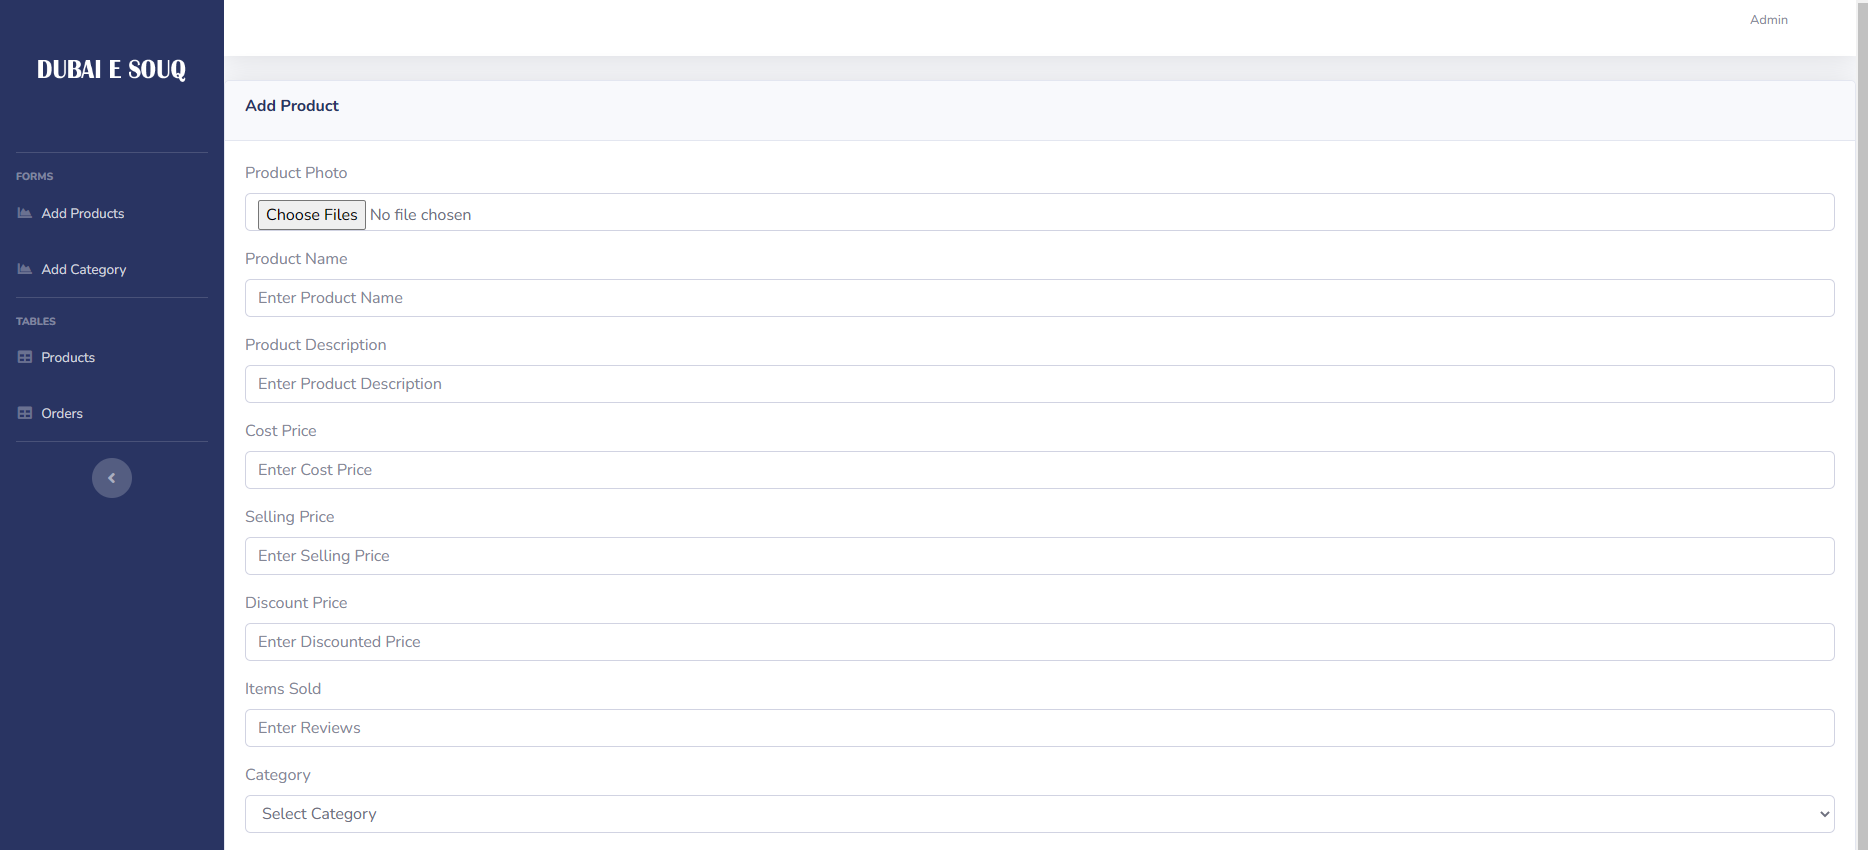 DUBAI E SOUQ
FORMS
Add Products
Add Category
TABLES
Products
Orders
Admin
Add Product
Product Photo
Choose Files No file chosen
Product Name
Enter Product Name
Product Description
Enter Product Description
Cost Price
Enter Cost Price
Selling Price
Enter Selling Price
Discount Price
Enter Discounted Price
Items Sold
Enter Reviews
Category
Select Category